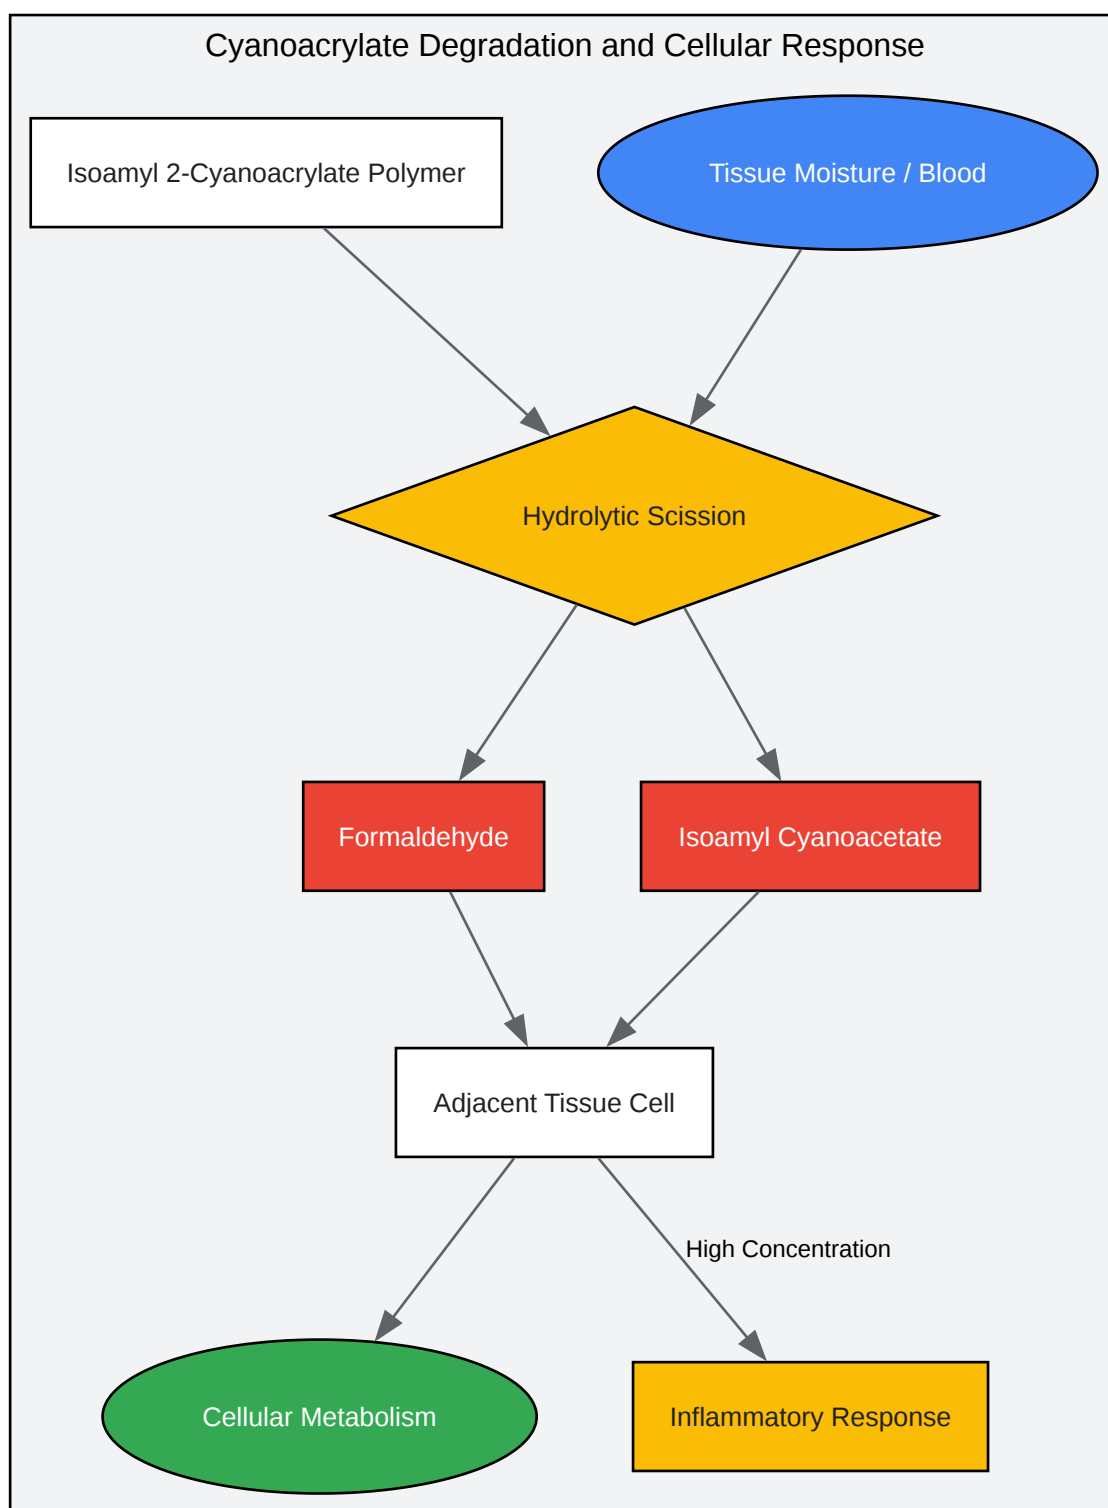 Cyanoacrylate Degradation and Cellular Response
Isoamyl 2-Cyanoacrylate Polymer
Tissue Moisture / Blood
Hydrolytic Scission
Formaldehyde
Isoamyl Cyanoacetate
Adjacent Tissue Cell
High Concentration
Cellular Metabolism
Inflammatory Response